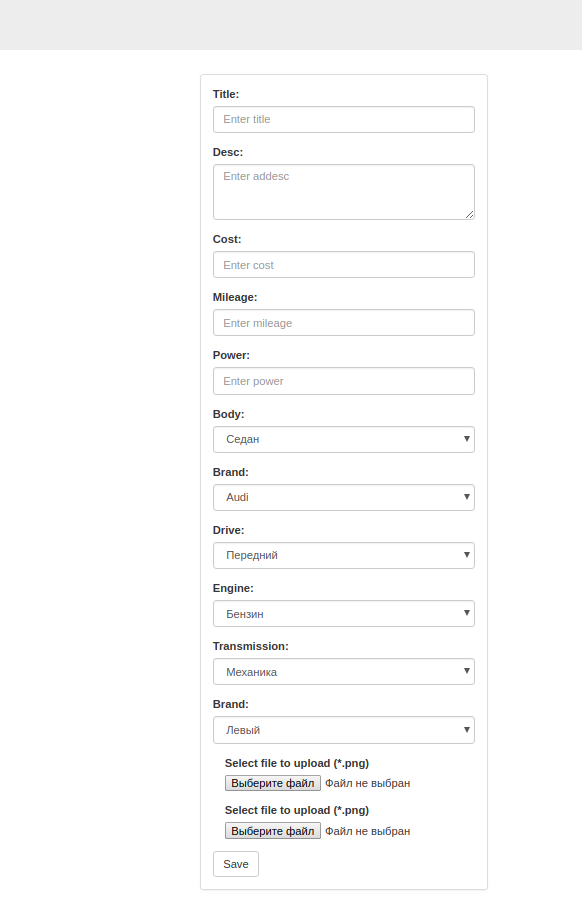 Title:
Enter title
Desc:
Enter addesc
Cost:
Enter cost
Mileage:
Enter mileage
Power:
Enter power
Body:
Седан
Brand:
Audi
Drive:
Передний
Engine:
Бензин
Transmission:
Механика
Brand:
Левый
Select file to upload (*.png)
Выберите файл Файл не выбран
Select file to upload (*.png)
Выберите файл Файл не выбран
Save